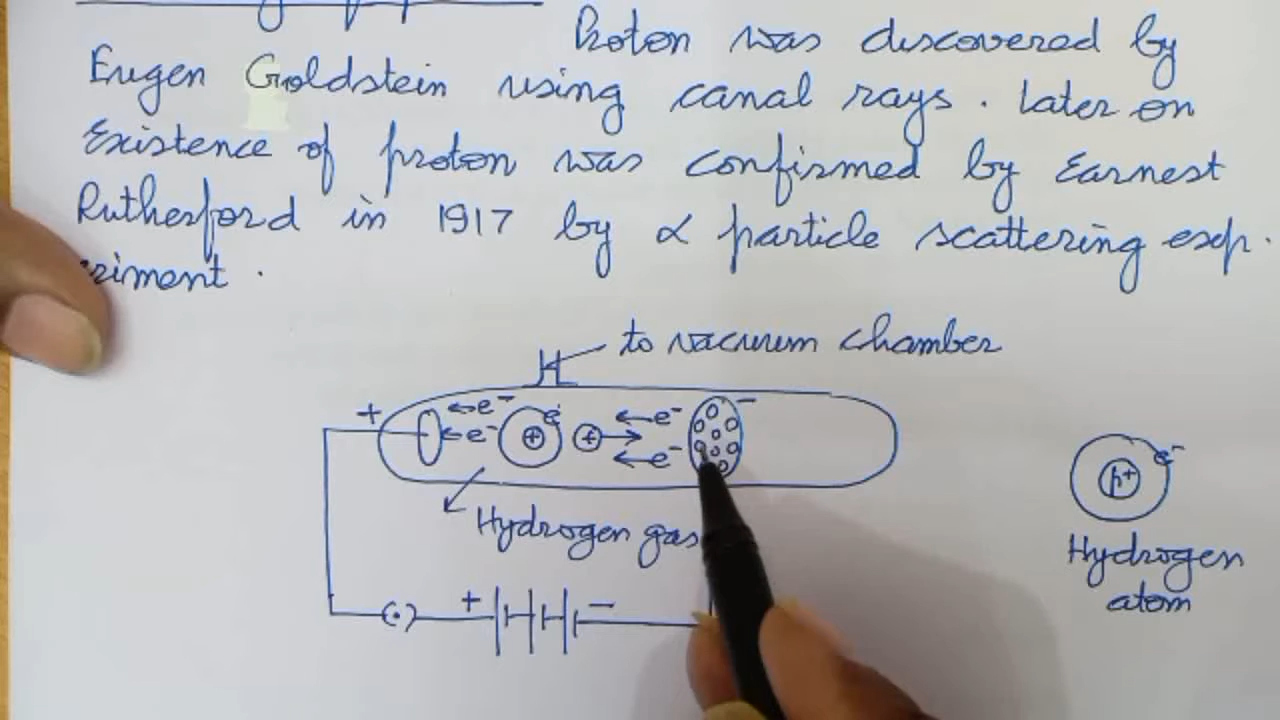 Proton was discovered by
Eugen Goldstein using canal rays. Later on
Existence of proton was confirmed by Earnest
Rutherford in 1917 by α particle scattering exp.
riment.
to vacuum chamber
+ ←e⁻ e⁻ ←e⁻ −
←e⁻ + + → 
←e⁻
e⁻
p+
Hydrogen gas
Hydrogen
atom
+ −